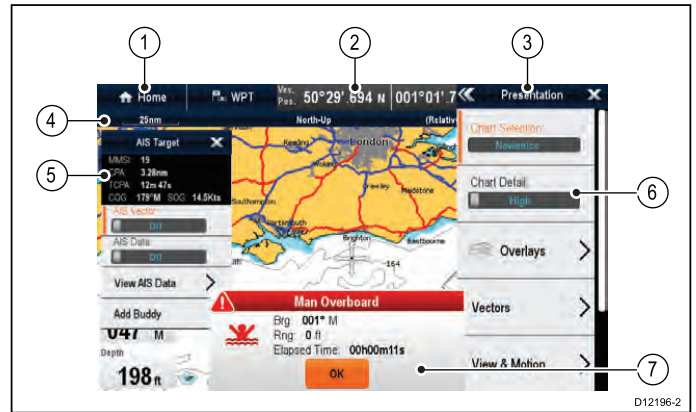 1
2
3
Home
WPT
Ves. Pos. 50°29'.694 N 001°01'.7
Presentation
4
25nm
North-Up
(Relativ
AIS Target
5
MMSI: 19
CPA 3.28nm
TCPA: 12m 47s
COG 179°M SOG 14.5Kts
AIS Vector:
Off
AIS Data:
Off
View AIS Data
Add Buddy
047 M
Depth
198 ft
Reading
London
Crawley
Maidstone
Southampton
Portsmouth
Brighton
Eastbourne
164
Chart Selection:
Navionics
Chart Detail:
High
6
Overlays
Vectors
View & Motion
Man Overboard
Brg 001° M
Rng: 0 ft
Elapsed Time: 00h00m11s
OK
7
D12196-2